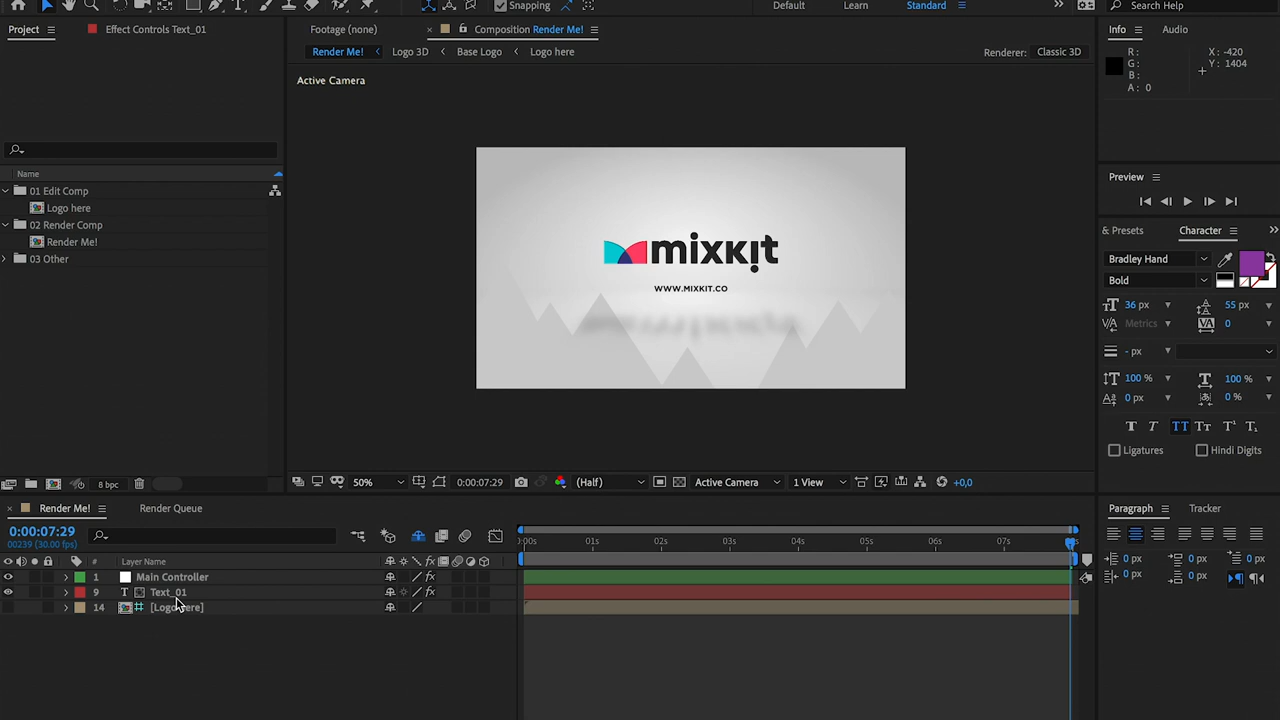 Snapping
Default
Learn
Standard
Search Help
Project
Effect Controls Text_01
Footage (none)
Composition Render Me!
Info
Audio
Render Me!
Logo 3D
Base Logo
Logo here
Renderer:
Classic 3D
R:
G:
B:
A: 0
X: -420
Y: 1404
Active Camera
Name
01 Edit Comp
Logo here
02 Render Comp
Render Me!
03 Other
mixkit
WWW.MIXKIT.CO
Preview
& Presets
Character
Bradley Hand
Bold
36 px
55 px
Metrics
0
- px
100 %
100 %
0 px
0 %
Ligatures
Hindi Digits
8 bpc
50%
0:00:07:29
(Half)
Active Camera
1 View
+0,0
Render Me!
Render Queue
Paragraph
Tracker
0:00:07:29
00239 (30.00 fps)
#
Layer Name
fx
:00s
01s
02s
03s
04s
05s
06s
07s
0 px
0 px
0 px
0 px
0 px
1
Main Controller
fx
9
T
Text_01
fx
14
[Logo here]